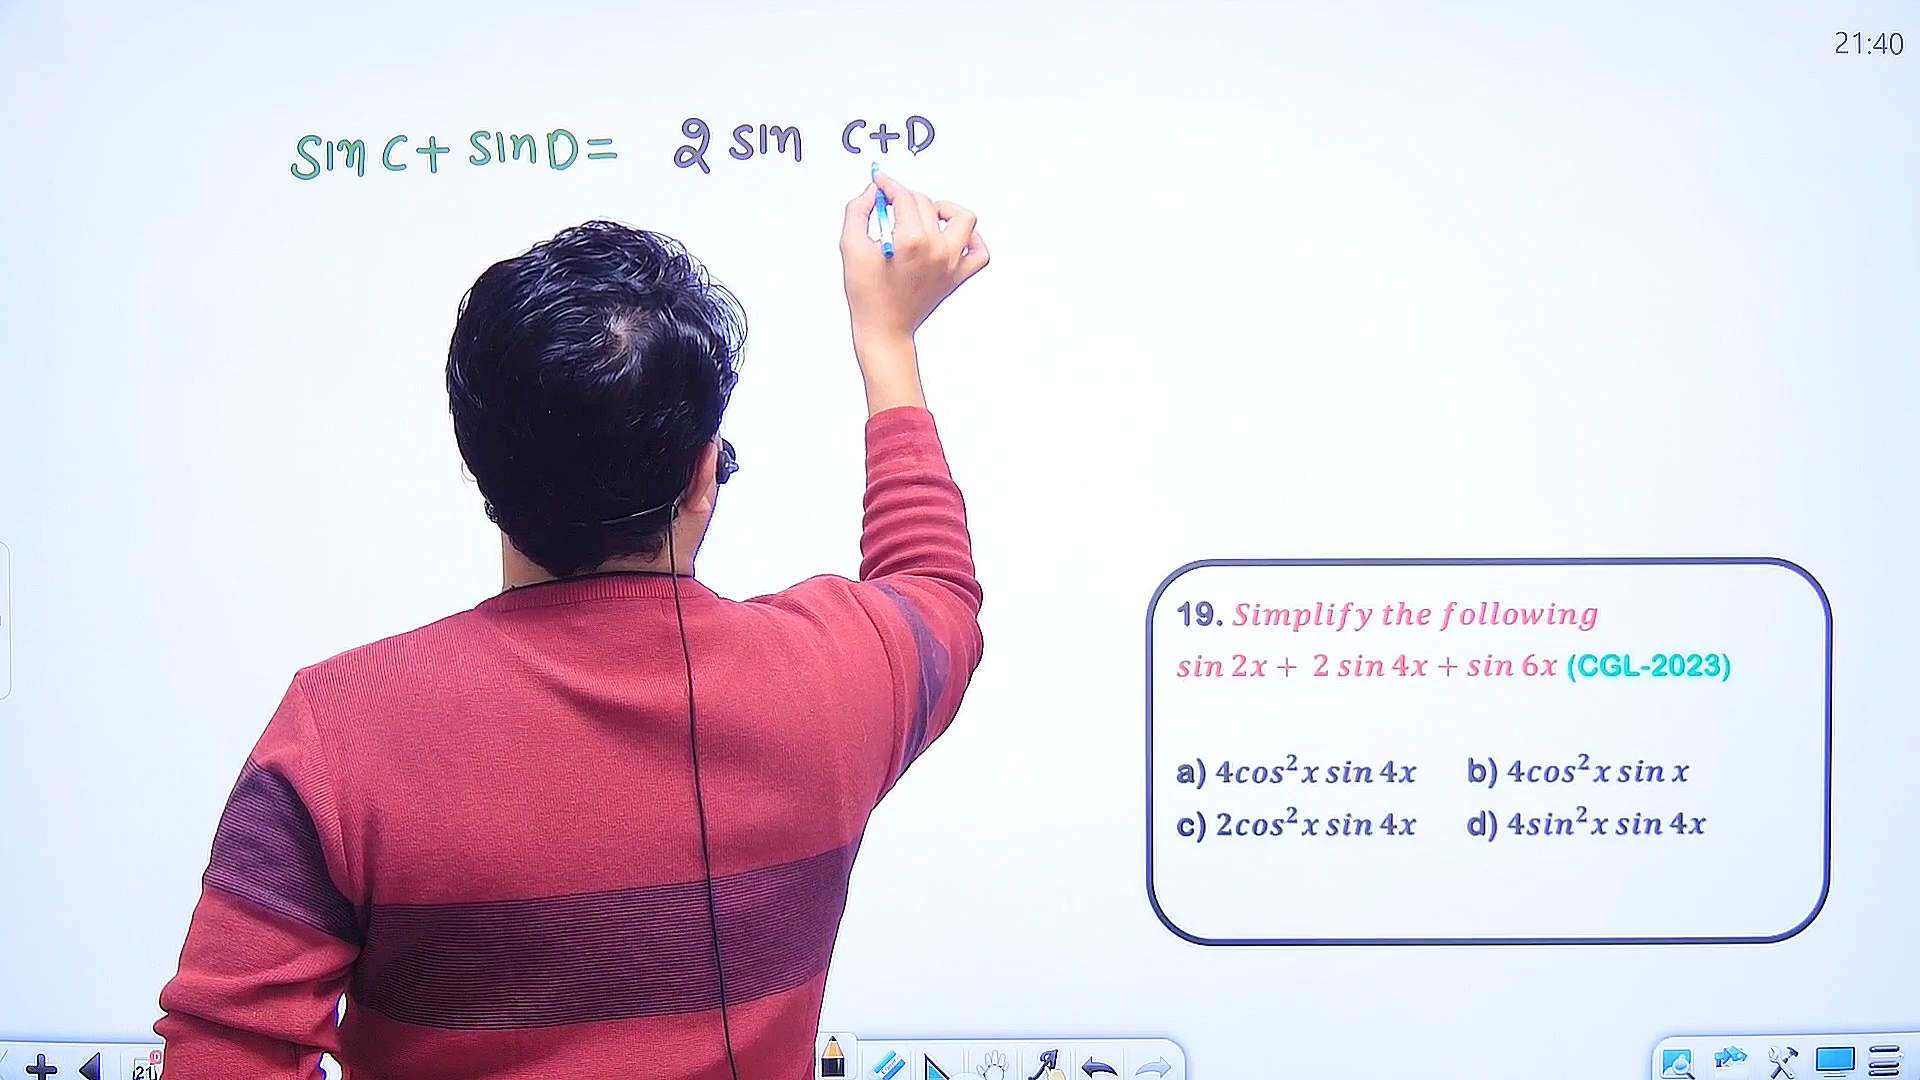 21:40
sin C + sin D = 2 sin C+D
19. Simplify the following
sin 2x + 2 sin 4x + sin 6x (CGL-2023)
a) 4cos²x sin 4x b) 4cos²x sin x
c) 2cos²x sin 4x d) 4sin²x sin 4x
21